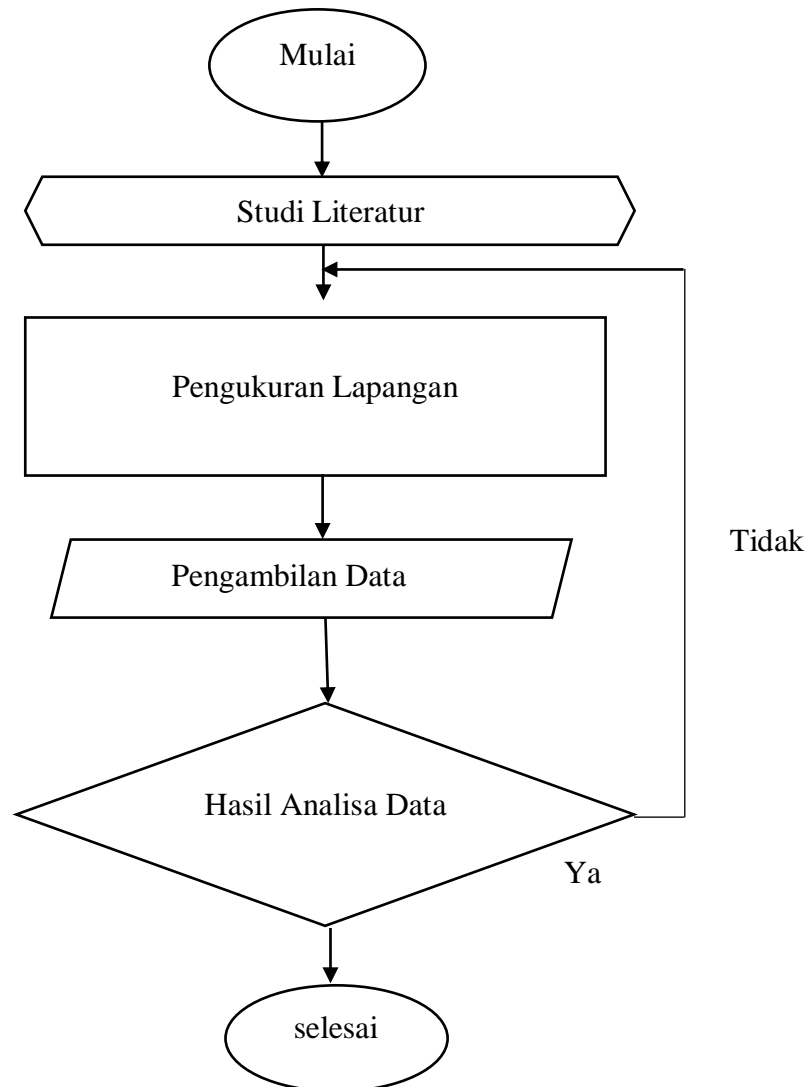 Mulai
Studi Literatur
Pengukuran Lapangan
Tidak
Pengambilan Data
Hasil Analisa Data
Ya
selesai